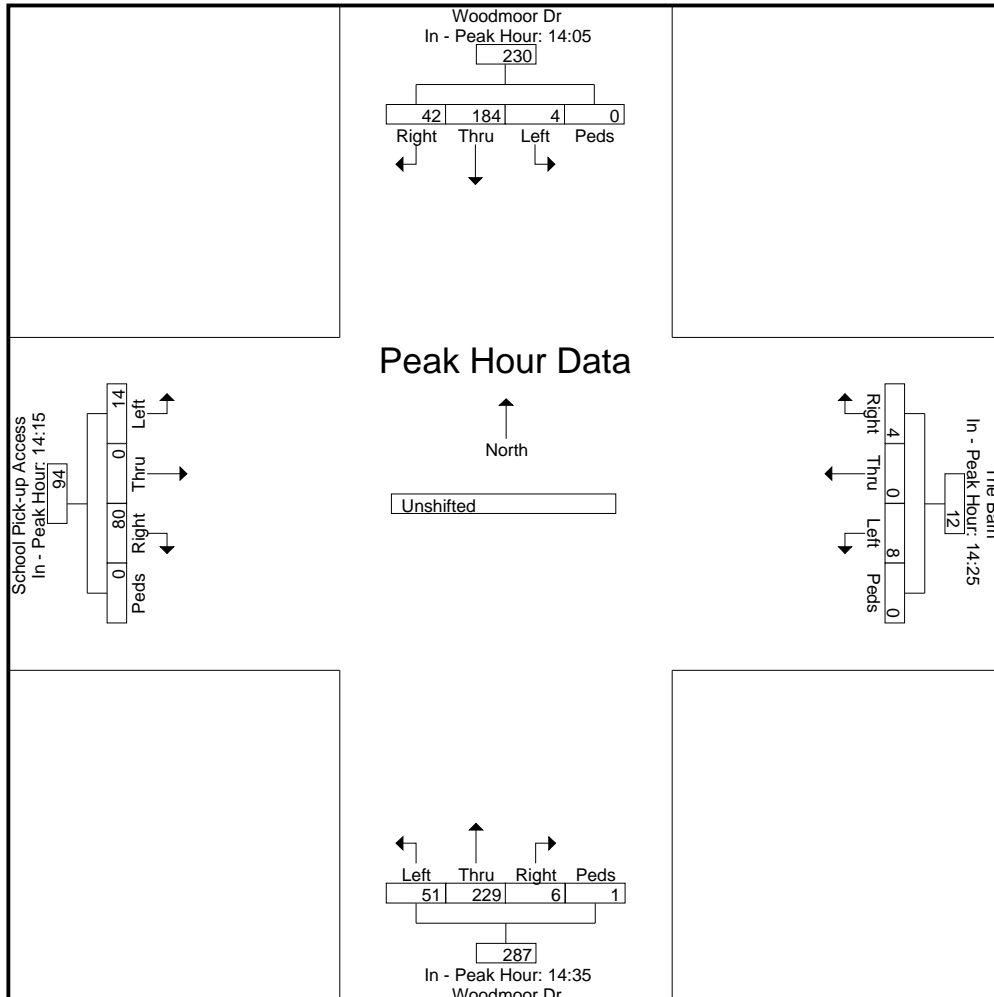 Woodmoor Dr
In - Peak Hour: 14:05
230
42 184 4 0
Right Thru Left Peds
Peak Hour Data
North
Unshifted
School Pick-up Access
In - Peak Hour: 14:15
94
14 0 80 0
Left Thru Right Peds
In - Peak Hour: 14:25
12
4 0 8 0
Right Thru Left Peds
Left Thru Right Peds
51 229 6 1
287
In - Peak Hour: 14:35
Woodmoor Dr